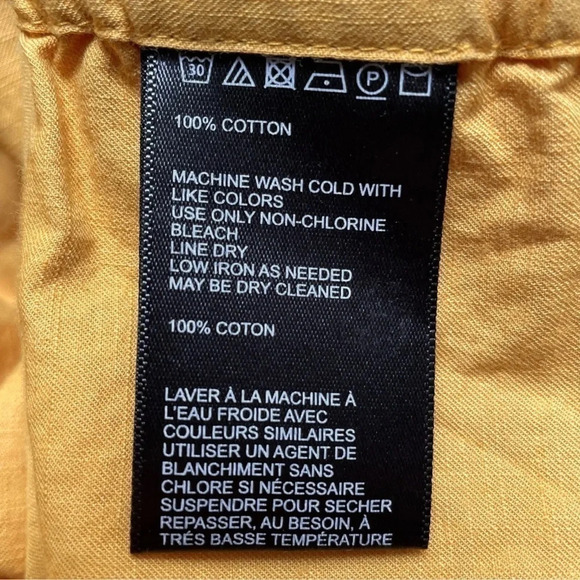 30 P
100% COTTON
MACHINE WASH COLD WITH
LIKE COLORS
USE ONLY NON-CHLORINE
BLEACH
LINE DRY
LOW IRON AS NEEDED
MAY BE DRY CLEANED
100% COTON
LAVER À LA MACHINE À
L'EAU FROIDE AVEC
COULEURS SIMILAIRES
UTILISER UN AGENT DE
BLANCHIMENT SANS
CHLORE SI NÉCESSAIRE
SUSPENDRE POUR SECHER
REPASSER, AU BESOIN, À
TRÉS BASSE TEMPÉRATURE